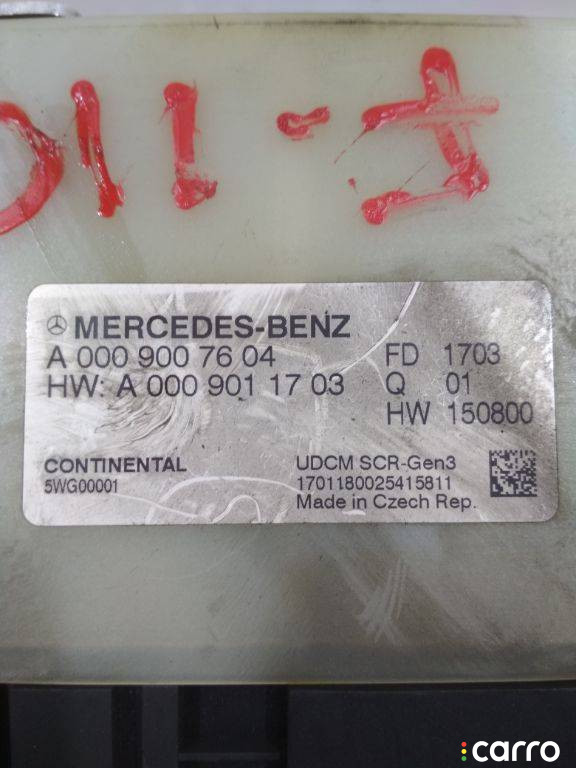 MERCEDES-BENZ
A 000 900 76 04 FD 1703
HW: A 000 901 17 03 Q 01
HW 150800
CONTINENTAL UDCM SCR-Gen3
5WG00001 1701180025415811
Made in Czech Rep.
carro